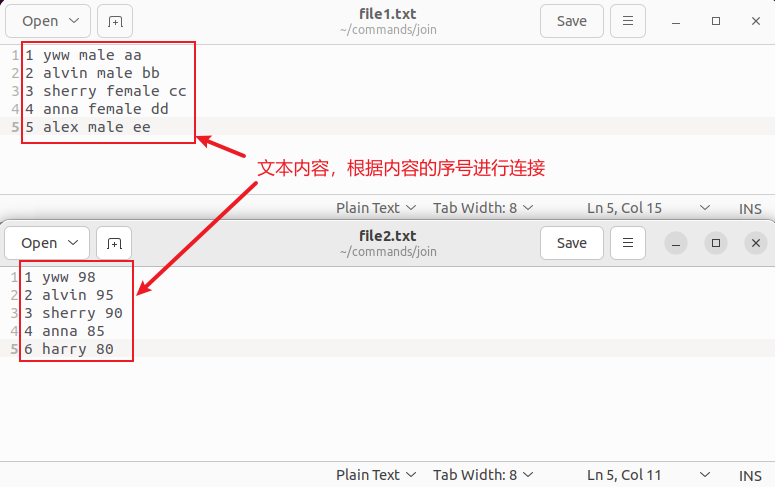 Open
file1.txt
~/commands/join
Save
1 1 yww male aa
2 2 alvin male bb
3 3 sherry female cc
4 4 anna female dd
5 5 alex male ee
文本内容，根据内容的序号进行连接
Plain Text Tab Width: 8 Ln 5, Col 15 INS
Open
file2.txt
~/commands/join
Save
1 1 yww 98
2 2 alvin 95
3 3 sherry 90
4 4 anna 85
5 6 harry 80
Plain Text Tab Width: 8 Ln 5, Col 11 INS